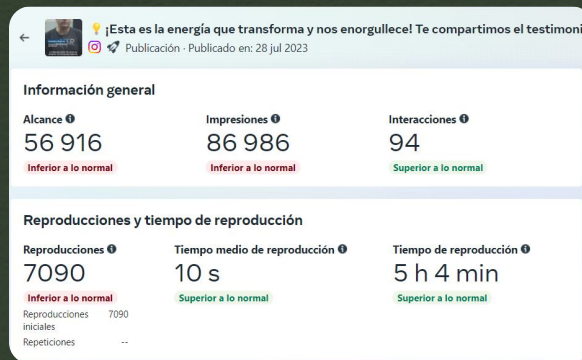 ¡Esta es la energía que transforma y nos enorgullece! Te compartimos el testimoni
Publicación · Publicado en: 28 jul 2023
Información general
Alcance
Impresiones
Interacciones
56 916
86 986
94
Inferior a lo normal
Inferior a lo normal
Superior a lo normal
Reproducciones y tiempo de reproducción
Reproducciones
Tiempo medio de reproducción
Tiempo de reproducción
7090
10 s
5 h 4 min
Inferior a lo normal
Superior a lo normal
Superior a lo normal
Reproducciones iniciales
7090
Repeticiones
--